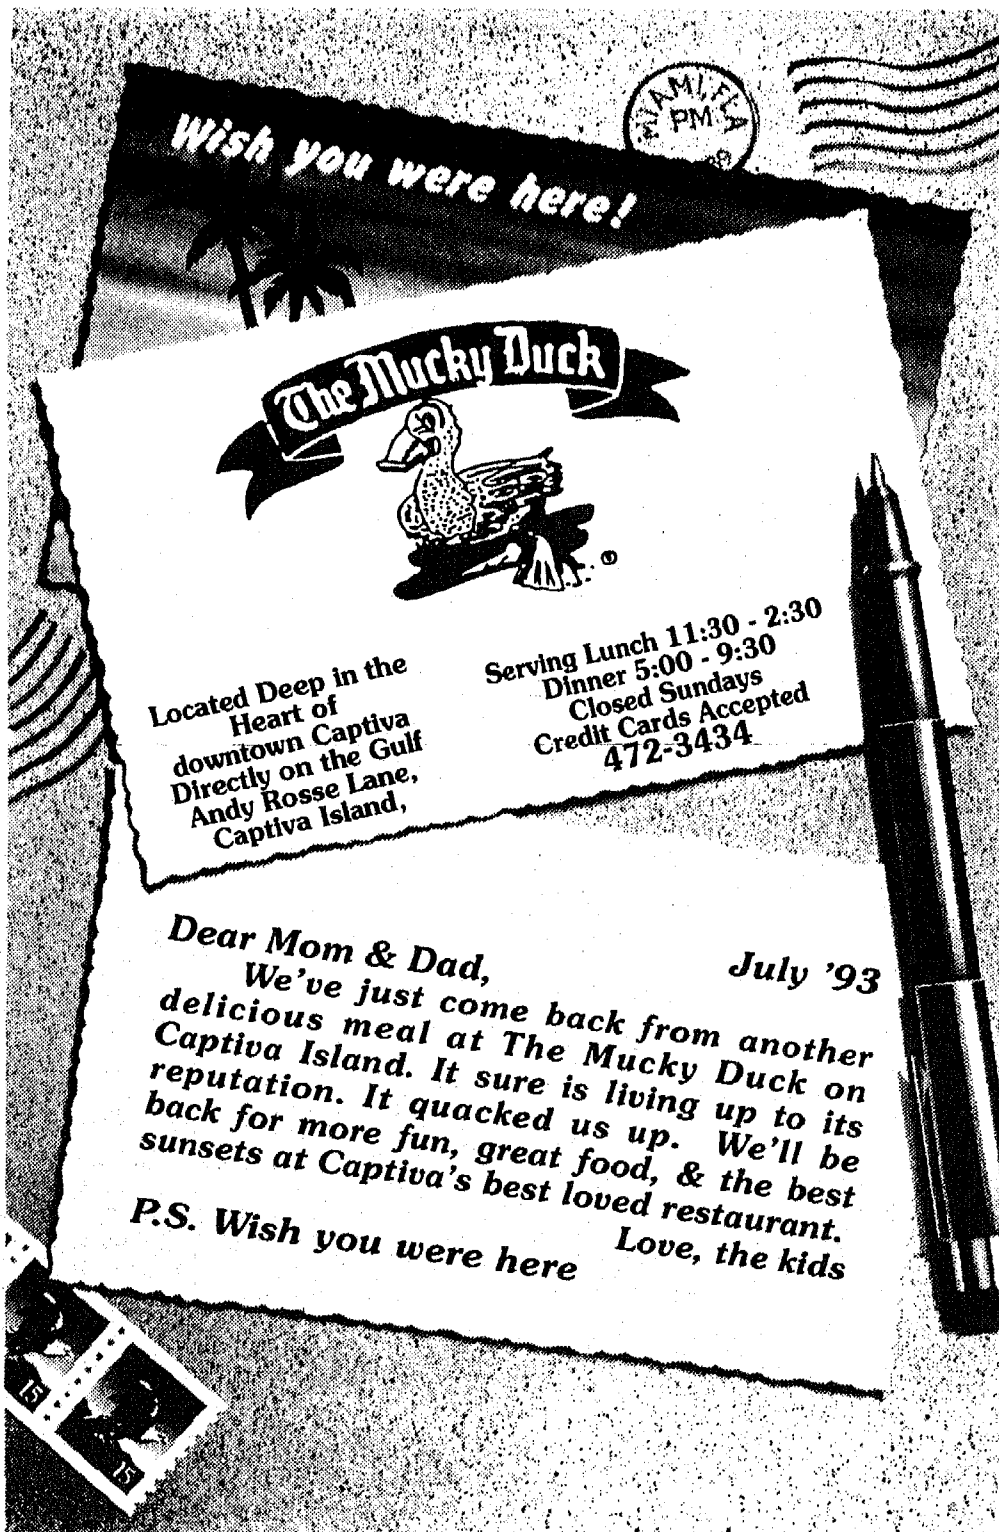 MIAMI, FLA
PM
Wish you were here!
The Mucky Duck
®
Located Deep in the
Heart of
downtown Captiva
Directly on the Gulf
Andy Rosse Lane,
Captiva Island,
Serving Lunch 11:30 - 2:30
Dinner 5:00 - 9:30
Closed Sundays
Credit Cards Accepted
472-3434
Dear Mom & Dad,
July '93
We've just come back from another
delicious meal at The Mucky Duck on
Captiva Island. It sure is living up to its
reputation. It quacked us up. We'll be
back for more fun, great food, & the best
sunsets at Captiva's best loved restaurant.
Love, the kids
P.S. Wish you were here
15
15